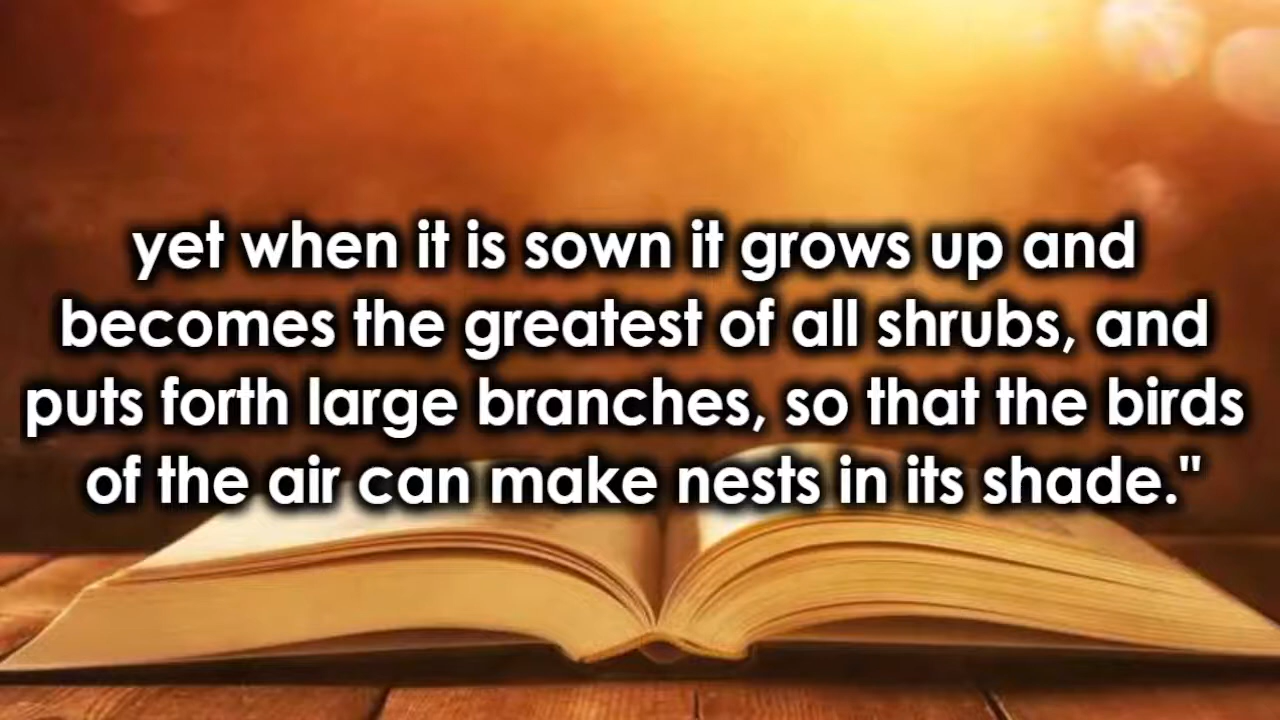 yet when it is sown it grows up and
becomes the greatest of all shrubs, and
puts forth large branches, so that the birds
of the air can make nests in its shade."